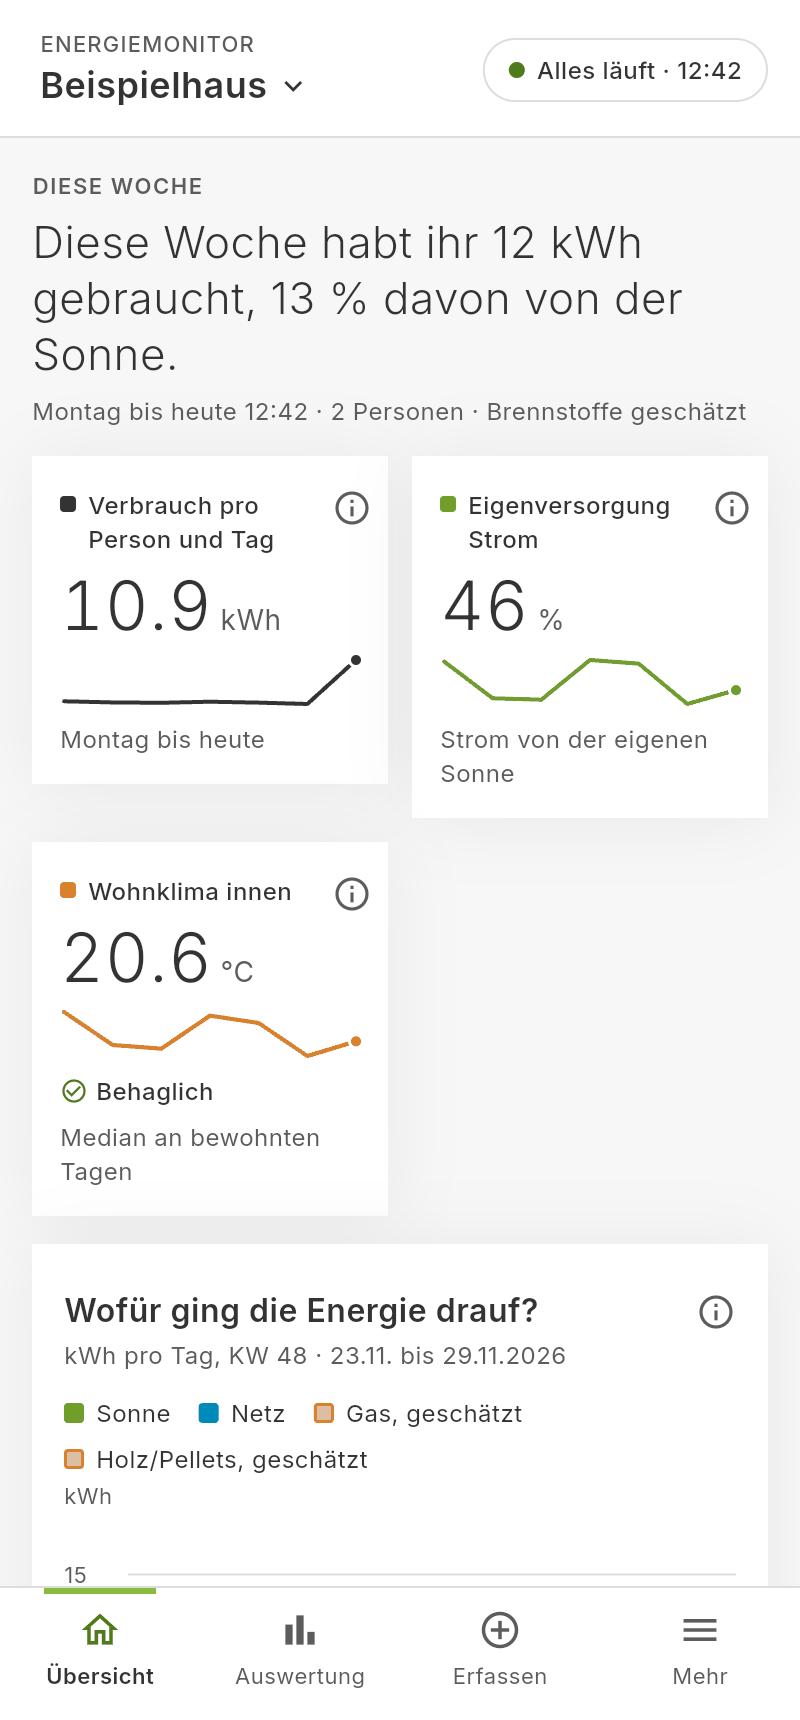 ENERGIEMONITOR
Beispielhaus
Alles läuft · 12:42
DIESE WOCHE
Diese Woche habt ihr 12 kWh
gebraucht, 13 % davon von der
Sonne.
Montag bis heute 12:42 · 2 Personen · Brennstoffe geschätzt
Verbrauch pro
Person und Tag
10.9 kWh
Montag bis heute
Eigenversorgung
Strom
46 %
Strom von der eigenen
Sonne
Wohnklima innen
20.6 °C
Behaglich
Median an bewohnten
Tagen
Wofür ging die Energie drauf?
kWh pro Tag, KW 48 · 23.11. bis 29.11.2026
Sonne Netz Gas, geschätzt
Holz/Pellets, geschätzt
kWh
15
Übersicht Auswertung Erfassen Mehr